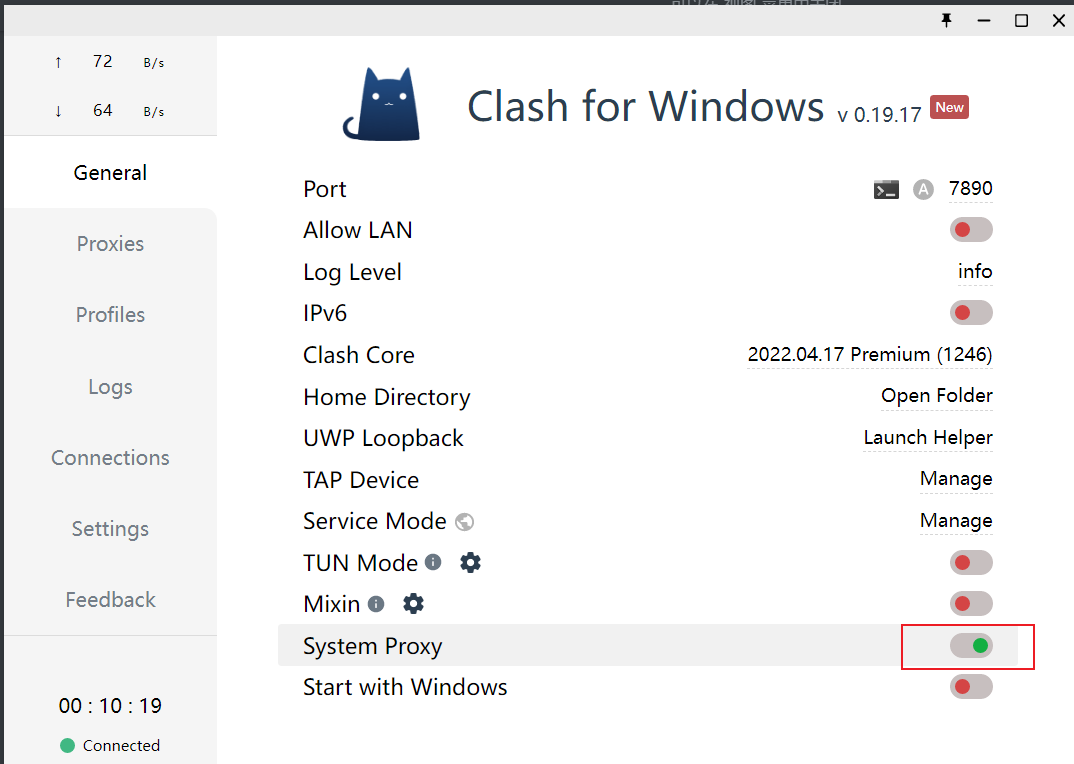 ↑ 72 B/s
↓ 64 B/s
General
Proxies
Profiles
Logs
Connections
Settings
Feedback
00 : 10 : 19
Connected
Clash for Windows v 0.19.17 New
Port A 7890
Allow LAN
Log Level info
IPv6
Clash Core 2022.04.17 Premium (1246)
Home Directory Open Folder
UWP Loopback Launch Helper
TAP Device Manage
Service Mode Manage
TUN Mode
Mixin
System Proxy
Start with Windows